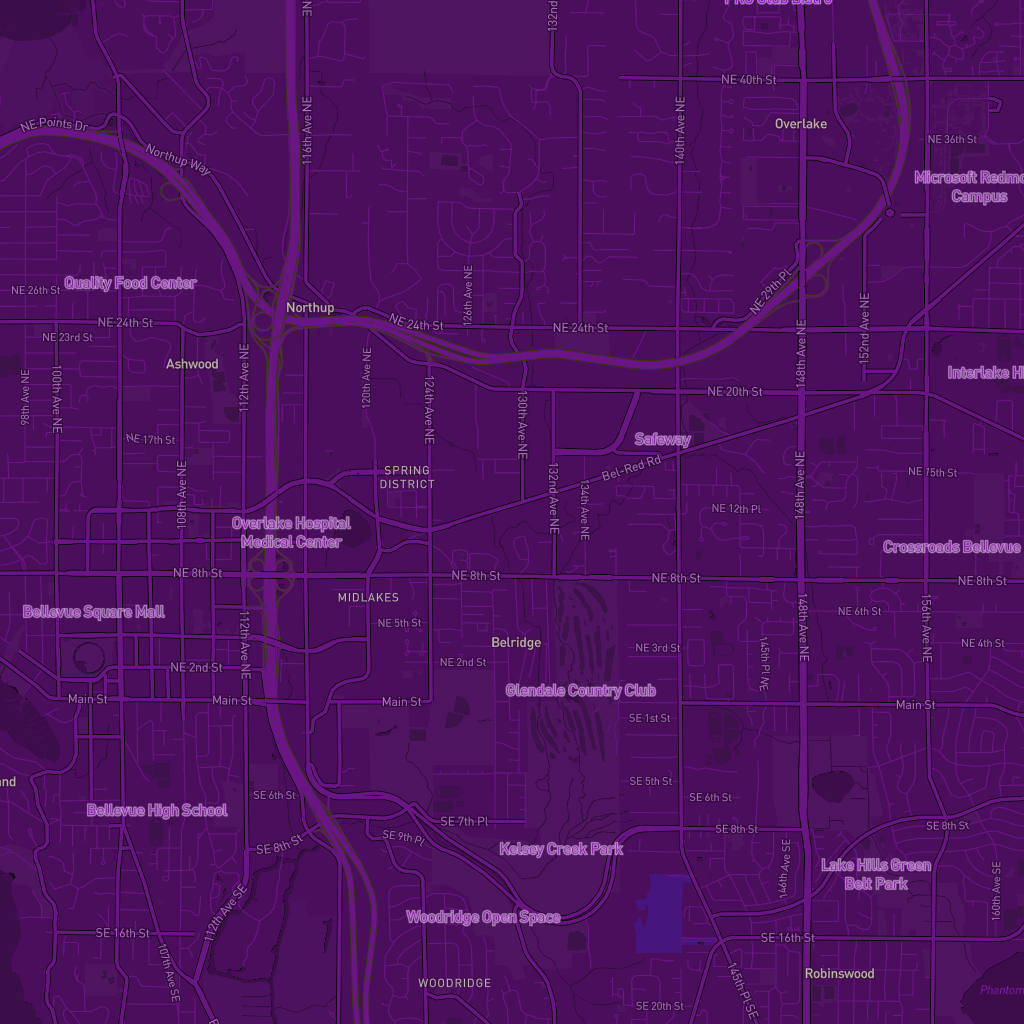 132nd
NE 40th St
Overlake
NE Points Dr
Northup Way
116th Ave NE
140th Ave NE
NE 36th St
Microsoft
Campus
Quality Food Center
NE 26th St
Northup
126th Ave NE
NE 29th Pl
NE 24th St
NE 24th St
NE 24th St
NE 23rd St
Ashwood
112th Ave NE
120th Ave NE
124th Ave NE
130th Ave NE
148th Ave NE
152nd Ave NE
98th Ave NE
100th Ave NE
NE 20th St
NE 17th St
Safeway
Bel-Red Rd
SPRING
DISTRICT
108th Ave NE
132nd Ave NE
134th Ave NE
148th Ave NE
NE 15th St
NE 12th Pl
Overlake Hospital
Medical Center
Crossroads Bellevue
NE 8th St
NE 8th St
NE 8th St
NE 8th St
MIDLAKES
Bellevue Square Mall
112th Ave NE
NE 5th St
NE 6th St
148th Ave NE
156th Ave NE
Belridge
NE 3rd St
NE 4th St
145th Pl NE
NE 2nd St
NE 2nd St
Glendale Country Club
Main St
Main St
Main St
Main St
SE 1st St
SE 5th St
SE 6th St
SE 6th St
Bellevue High School
SE 7th Pl
SE 9th Pl
SE 8th St
SE 8th St
SE 8th St
Kelsey Creek Park
146th Ave SE
Lake Hills Green
Belt Park
160th Ave SE
112th Ave SE
Woodridge Open Space
SE 16th St
SE 16th St
107th Ave SE
145th Pl SE
Robinswood
WOODRIDGE
SE 20th St